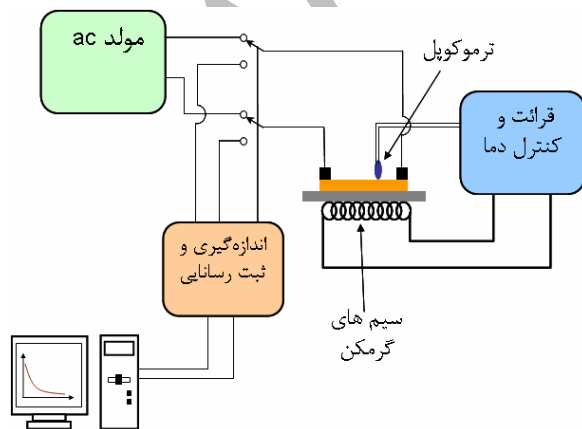 مولد ac
ترموکوپل
قرائت و
کنترل دما
اندازه‌گیری و
ثبت رسانایی
سیم های
گرمکن